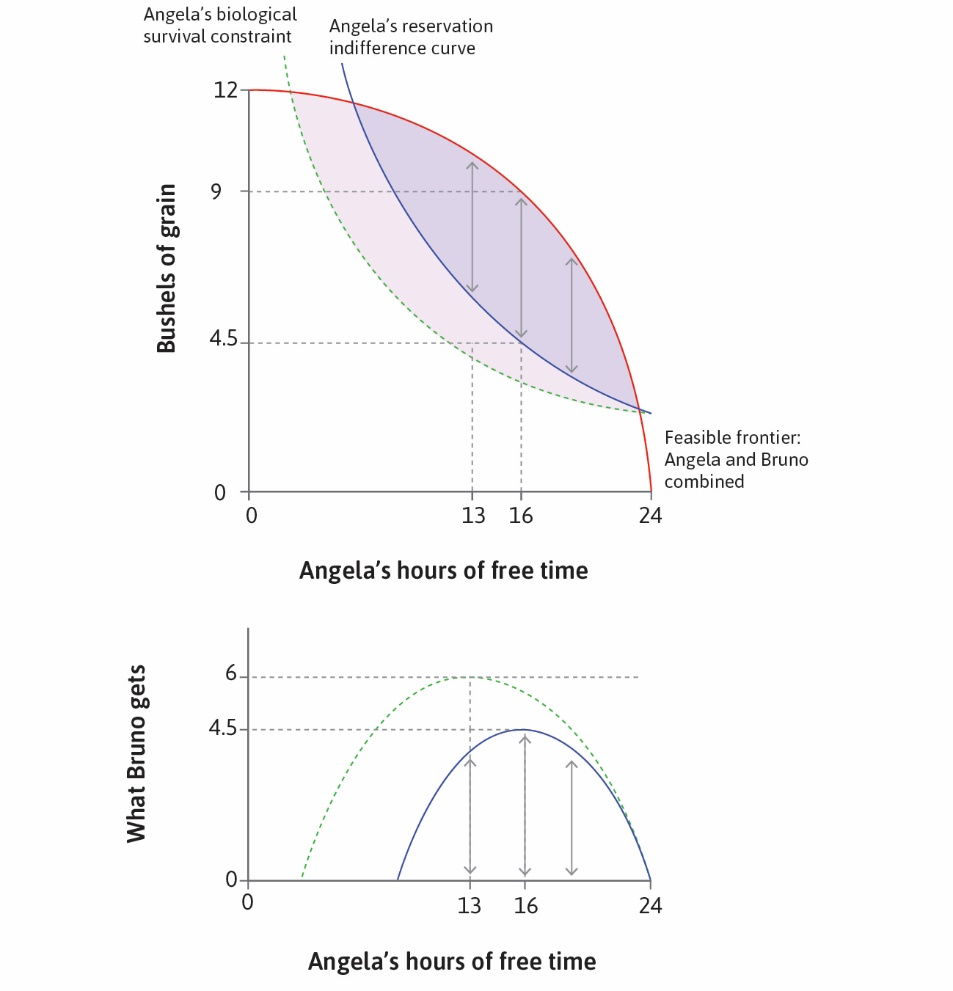 Angela's biological
survival constraint
Angela's reservation
indifference curve
12
9
4.5
0
Bushels of grain
Feasible frontier:
Angela and Bruno
combined
0
13
16
24
Angela's hours of free time
What Bruno gets
6
4.5
0
0
13
16
24
Angela's hours of free time